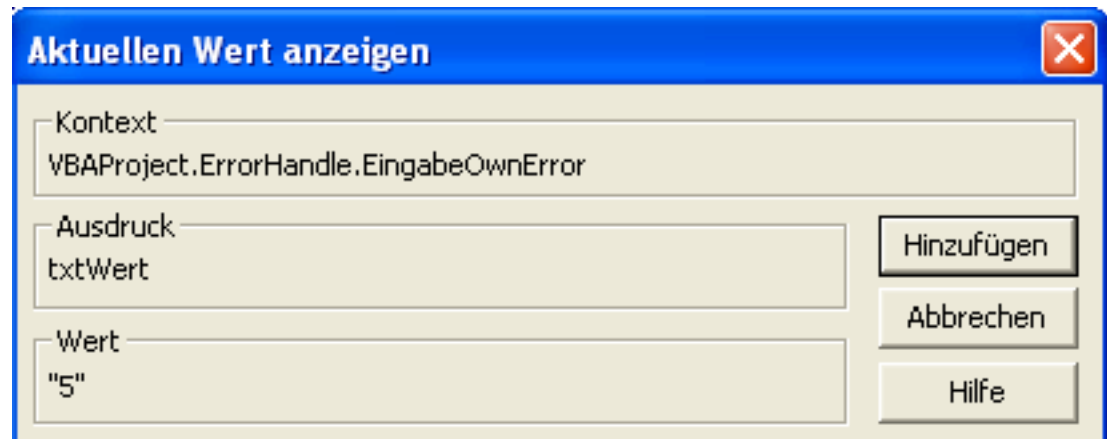 Aktuellen Wert anzeigen
Kontext
VBAProject.ErrorHandle.EingabeOwnError
Ausdruck
txtWert
Hinzufügen
Abbrechen
Wert
"5"
Hilfe